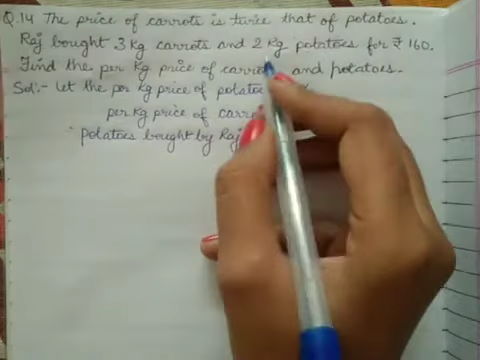 Q.14 The price of carrots is twice that of potatoes.
Raj bought 3 kg carrots and 2 kg potatoes for ₹ 160.
Find the per kg price of carrots and potatoes.
Sol:- Let the per kg price of potatoes
per kg price of
potatoes bought by Raj